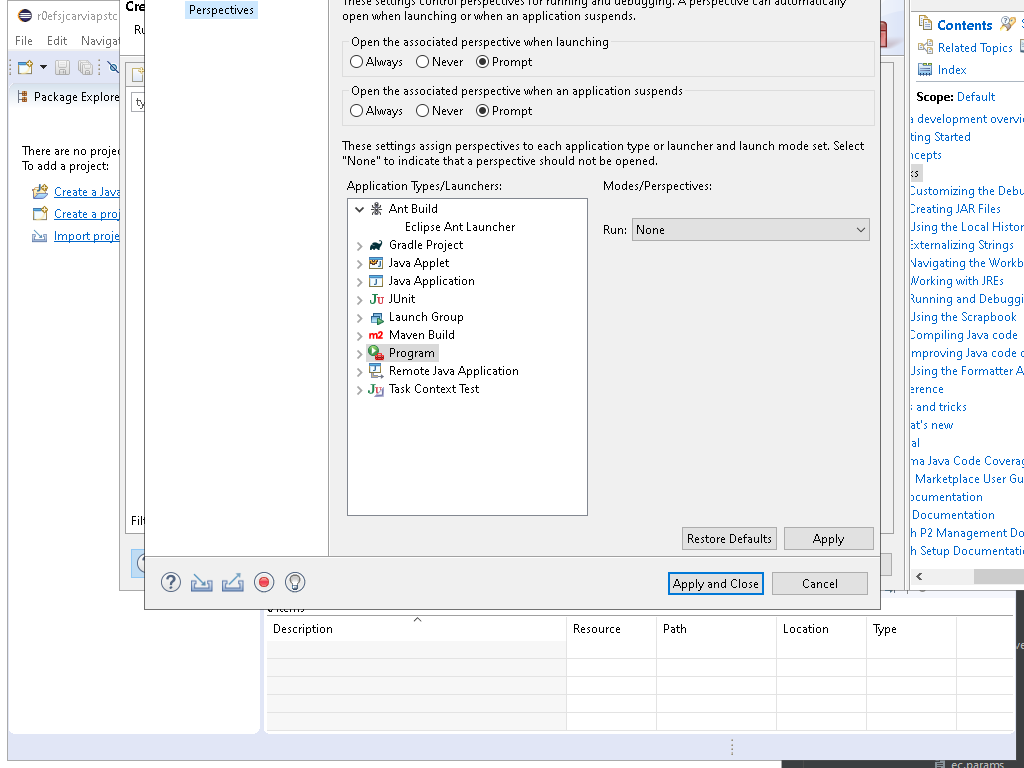 r0efsjcarviapstc
File Edit Navigat
Package Explore
There are no projec
To add a project:
Create a Java
Create a proj
Import proje
Cre
Ru
ty
Filt
Perspectives
These settings control perspectives for running and debugging. A perspective can automatically
open when launching or when an application suspends.
Open the associated perspective when launching
Always Never Prompt
Open the associated perspective when an application suspends
Always Never Prompt
These settings assign perspectives to each application type or launcher and launch mode set. Select
"None" to indicate that a perspective should not be opened.
Application Types/Launchers:
Modes/Perspectives:
Ant Build
Eclipse Ant Launcher
Gradle Project
Java Applet
Java Application
JUnit
Launch Group
Maven Build
Program
Remote Java Application
Task Context Test
Run: None
Restore Defaults Apply
Apply and Close Cancel
Contents
Related Topics
Index
Scope: Default
a development overvi
ting Started
ncepts
ks
Customizing the Debu
Creating JAR Files
Using the Local Histor
Externalizing Strings
Navigating the Workb
Working with JREs
Running and Debuggi
Using the Scrapbook
Compiling Java code
mproving Java code c
Using the Formatter A
erence
s and tricks
at's new
al
ma Java Code Coverag
Marketplace User Gu
ocumentation
Documentation
h P2 Management Do
h Setup Documentatio
0 items
Description Resource Path Location Type
ec.params